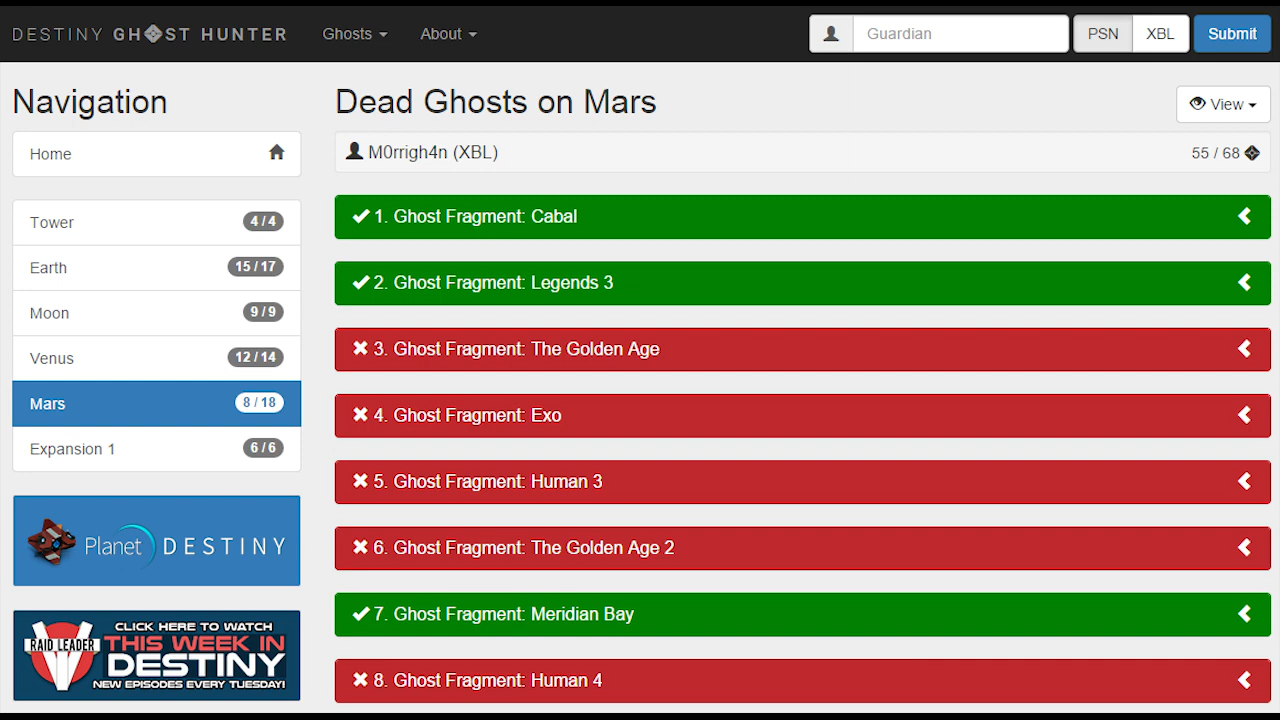 DESTINY GHOST HUNTER Ghosts About Guardian PSN XBL Submit
Navigation
Home
Tower 4 / 4
Earth 15 / 17
Moon 9 / 9
Venus 12 / 14
Mars 8 / 18
Expansion 1 6 / 6
Planet DESTINY
CLICK HERE TO WATCH
RAID LEADER
THIS WEEK IN
DESTINY
NEW EPISODES EVERY TUESDAY!
Dead Ghosts on Mars View
M0rrigh4n (XBL) 55 / 68
1. Ghost Fragment: Cabal
2. Ghost Fragment: Legends 3
3. Ghost Fragment: The Golden Age
4. Ghost Fragment: Exo
5. Ghost Fragment: Human 3
6. Ghost Fragment: The Golden Age 2
7. Ghost Fragment: Meridian Bay
8. Ghost Fragment: Human 4